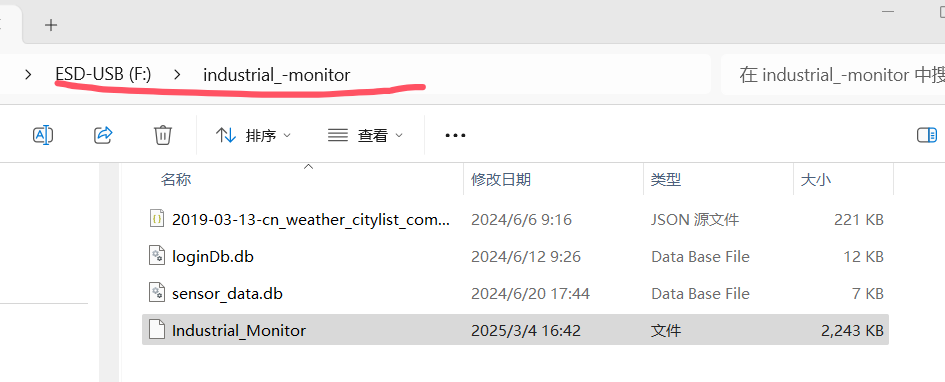 ESD-USB (F:) > industrial_-monitor
在 industrial_-monitor 中搜
排序 查看
名称 修改日期 类型 大小
2019-03-13-cn_weather_citylist_com... 2024/6/6 9:16 JSON 源文件 221 KB
loginDb.db 2024/6/12 9:26 Data Base File 12 KB
sensor_data.db 2024/6/20 17:44 Data Base File 7 KB
Industrial_Monitor 2025/3/4 16:42 文件 2,243 KB